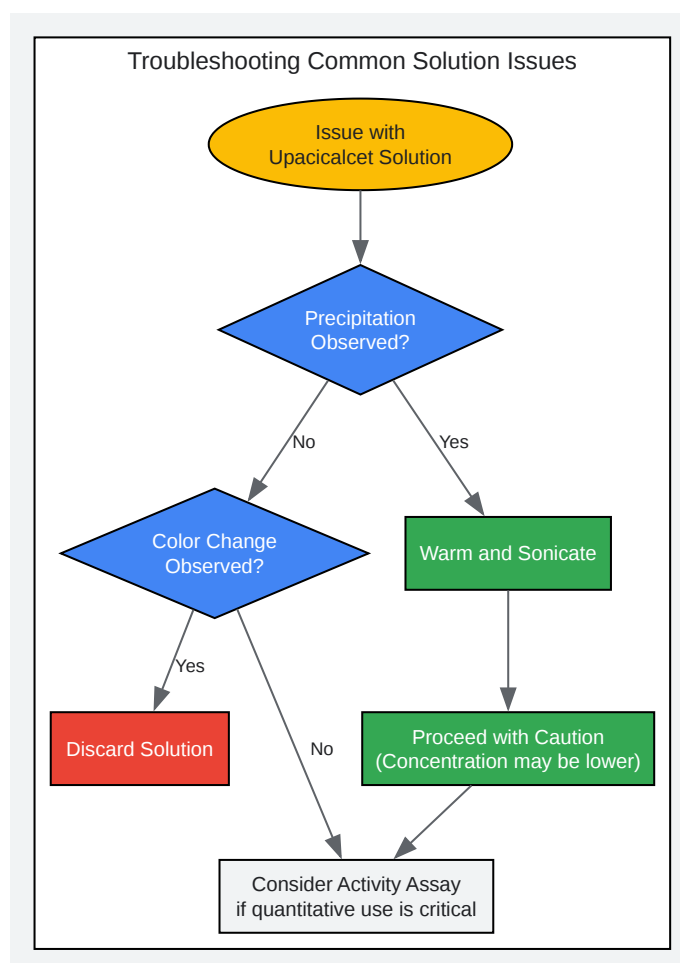 Troubleshooting Common Solution Issues
Issue with
Upacicalcet Solution
Precipitation
Observed?
No
Yes
Color Change
Observed?
Warm and Sonicate
Yes
No
Discard Solution
Proceed with Caution
(Concentration may be lower)
Consider Activity Assay
if quantitative use is critical